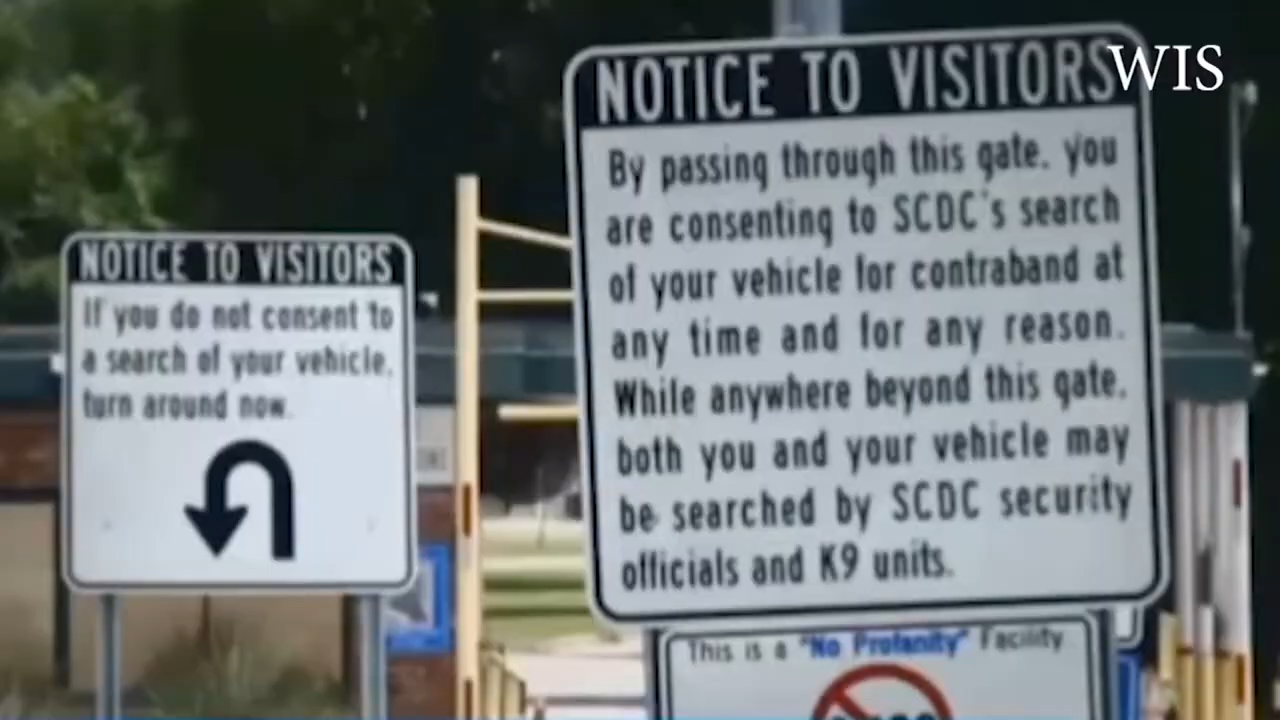 WIS
NOTICE TO VISITORS
If you do not consent to
a search of your vehicle,
turn around now.
NOTICE TO VISITORS
By passing through this gate, you
are consenting to SCDC's search
of your vehicle for contraband at
any time and for any reason.
While anywhere beyond this gate,
both you and your vehicle may
be searched by SCDC security
officials and K9 units.
This is a "No Profanity" Facility